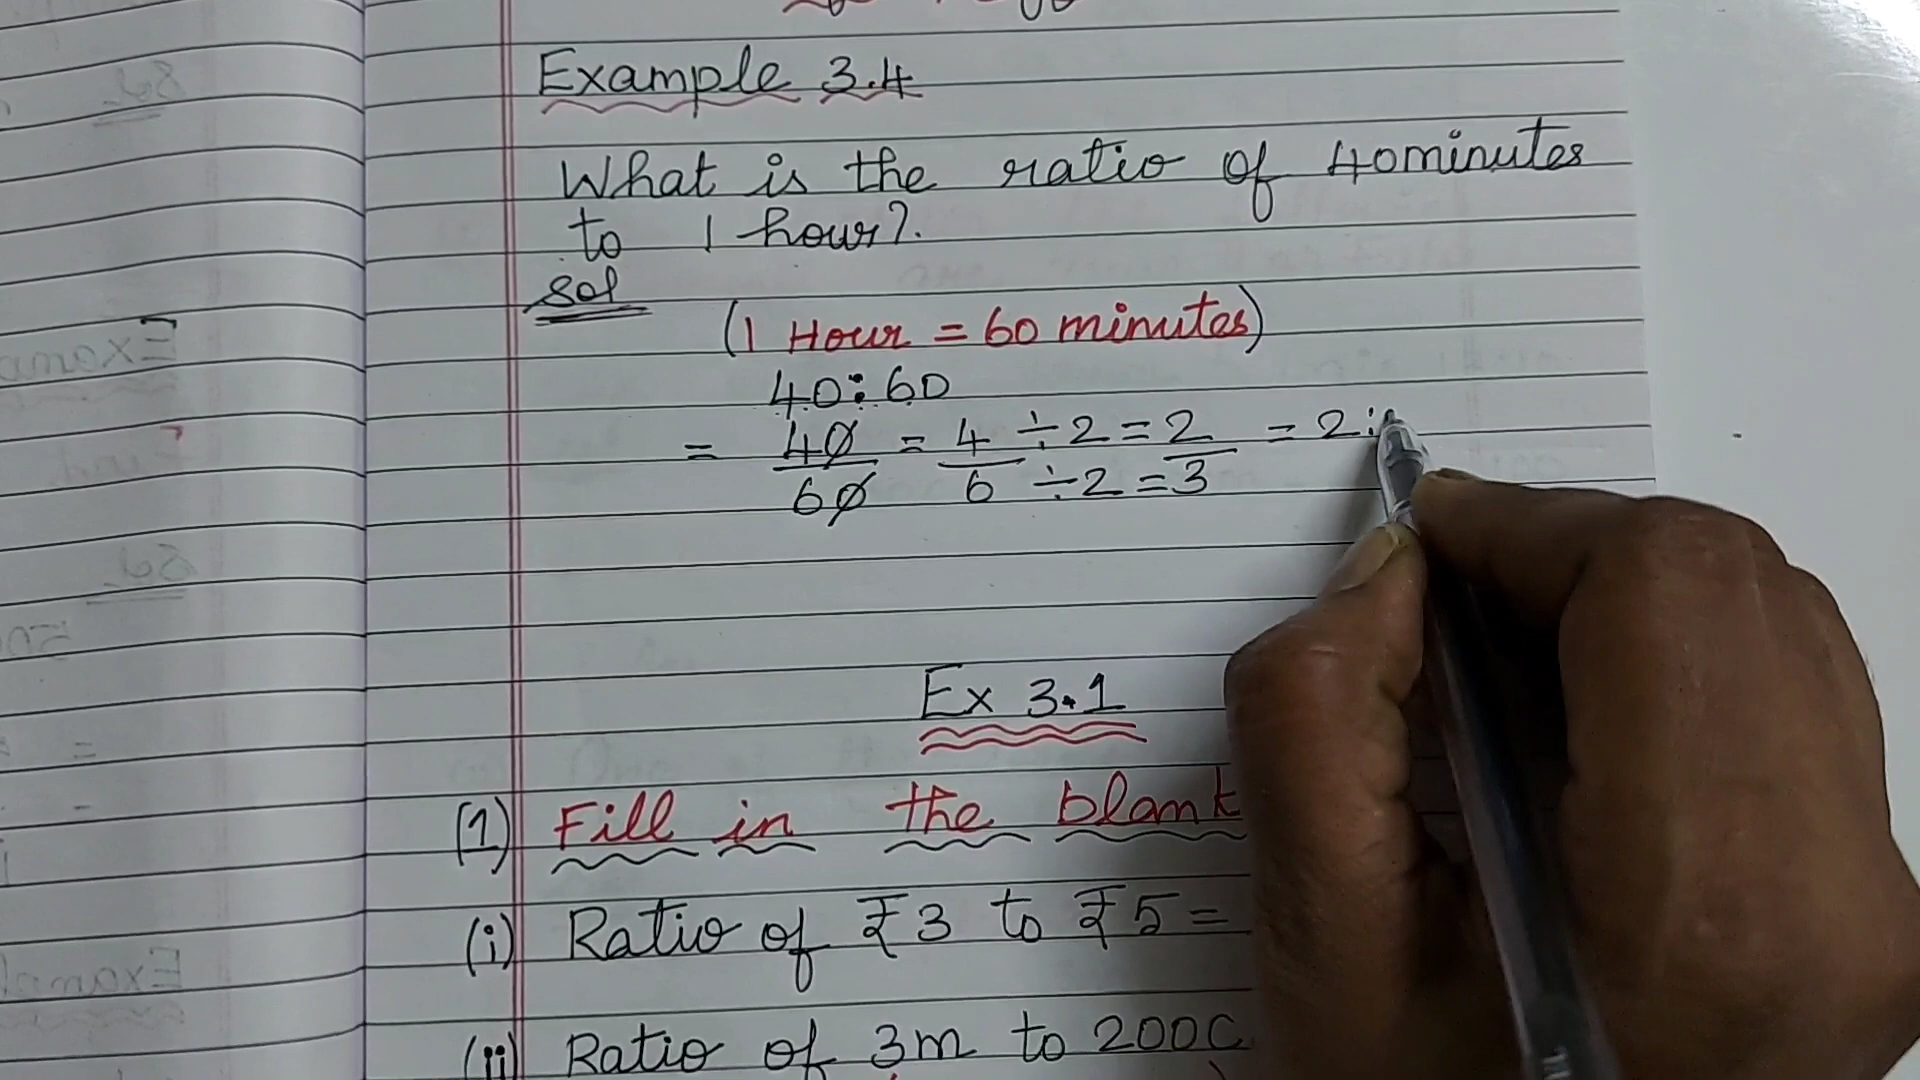 Example 3.4
What is the ratio of 40minutes
to 1 hour?.
Sol
(1 Hour = 60 minutes)
40:60
= 40/60 = 4/6 ÷2/÷2 = 2/= 3 = 2:
Ex 3.1
(1) Fill in the blank
(i) Ratio of ₹3 to ₹5=
(ii) Ratio of 3m to 200C